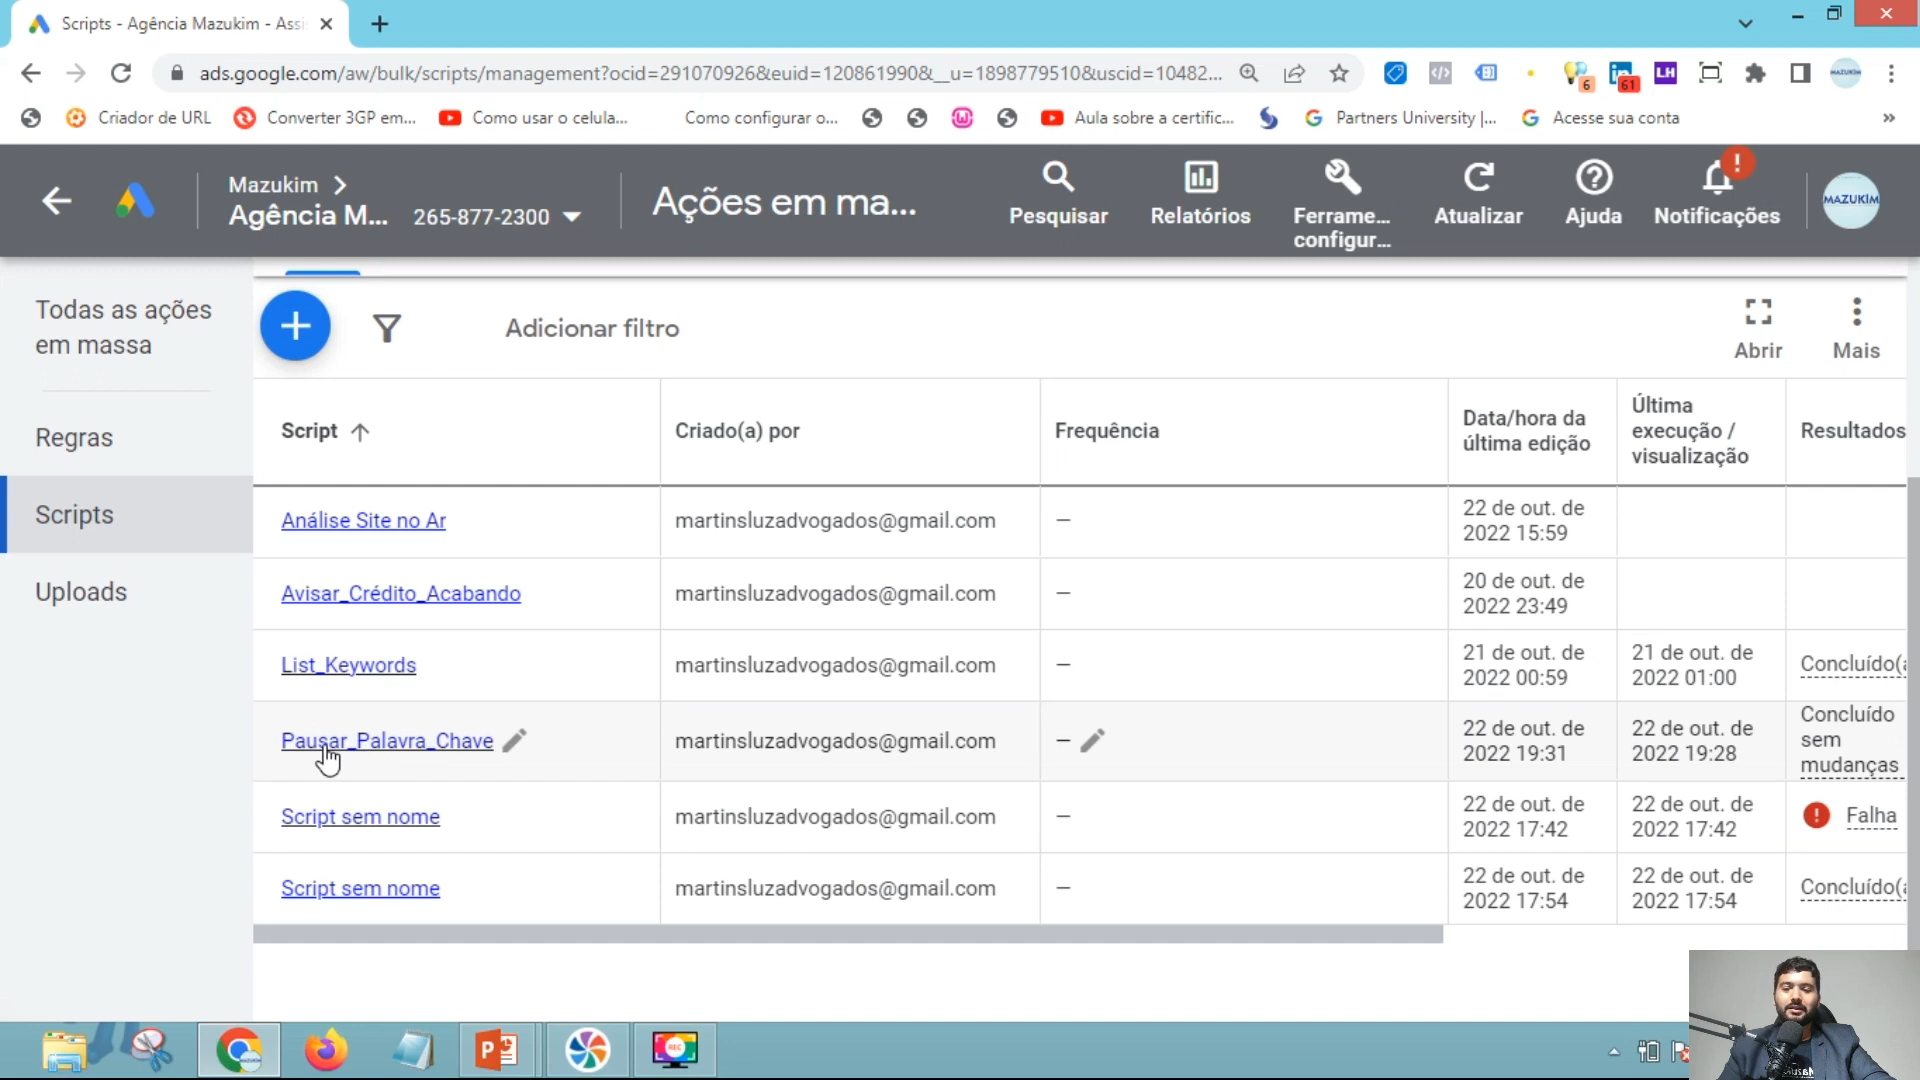 Scripts - Agência Mazukim - Assi
ads.google.com/aw/bulk/scripts/management?ocid=291070926&euid=120861990&__u=1898779510&uscid=10482...
6
61
LH
MAZUKIM
Criador de URL
Converter 3GP em...
Como usar o celula...
Como configurar o...
Aula sobre a certific...
Partners University |...
Acesse sua conta
»
Mazukim
Agência M...
265-877-2300
Ações em ma...
Pesquisar
Relatórios
Ferrame...
configur...
Atualizar
Ajuda
Notificações
MAZUKIM
Todas as ações
em massa
Regras
Scripts
Uploads
Adicionar filtro
Abrir
Mais
Script
Criado(a) por
Frequência
Data/hora da
última edição
Última
execução /
visualização
Resultados
Análise Site no Ar
martinsluzadvogados@gmail.com
—
22 de out. de
2022 15:59
Avisar_Crédito_Acabando
martinsluzadvogados@gmail.com
—
20 de out. de
2022 23:49
List_Keywords
martinsluzadvogados@gmail.com
—
21 de out. de
2022 00:59
21 de out. de
2022 01:00
Concluído(a
Pausar_Palavra_Chave
martinsluzadvogados@gmail.com
—
22 de out. de
2022 19:31
22 de out. de
2022 19:28
Concluído
sem
mudanças
Script sem nome
martinsluzadvogados@gmail.com
—
22 de out. de
2022 17:42
22 de out. de
2022 17:42
Falha
Script sem nome
martinsluzadvogados@gmail.com
—
22 de out. de
2022 17:54
22 de out. de
2022 17:54
Concluído(a
P
REC